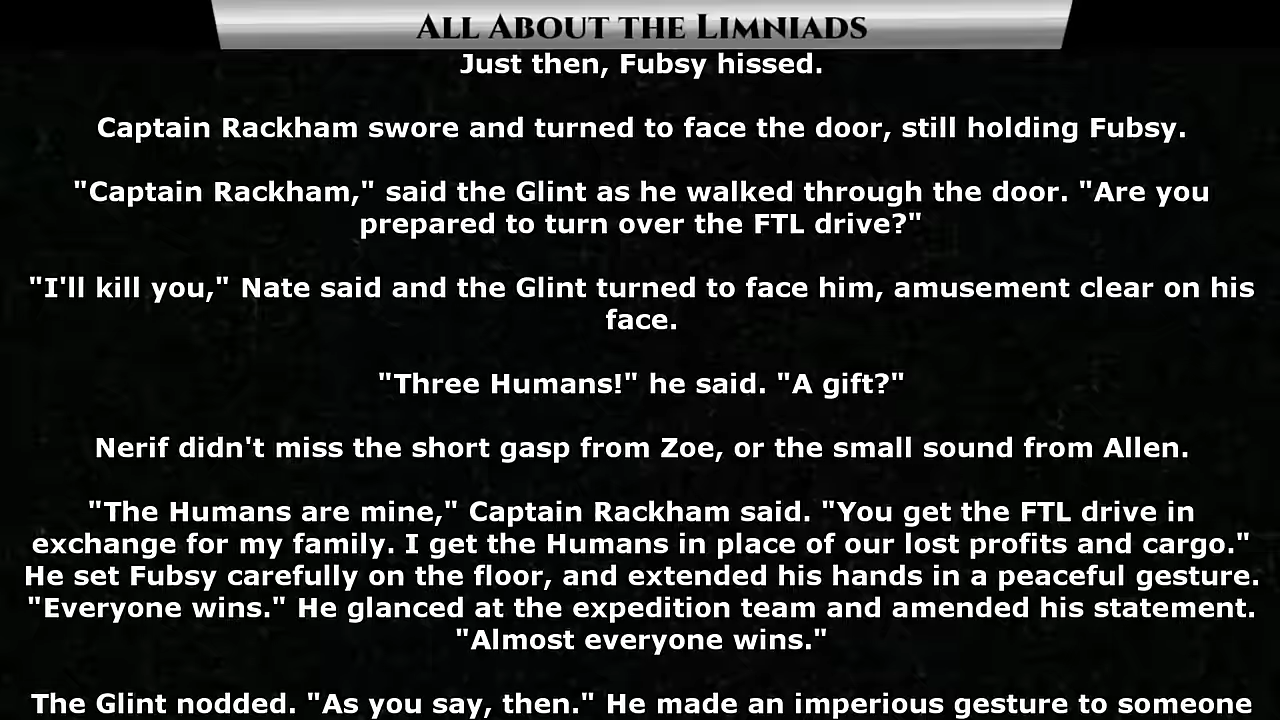 All About the Limniads
Just then, Fubsy hissed.
Captain Rackham swore and turned to face the door, still holding Fubsy.
"Captain Rackham," said the Glint as he walked through the door. "Are you
prepared to turn over the FTL drive?"
"I'll kill you," Nate said and the Glint turned to face him, amusement clear on his
face.
"Three Humans!" he said. "A gift?"
Nerif didn't miss the short gasp from Zoe, or the small sound from Allen.
"The Humans are mine," Captain Rackham said. "You get the FTL drive in
exchange for my family. I get the Humans in place of our lost profits and cargo."
He set Fubsy carefully on the floor, and extended his hands in a peaceful gesture.
"Everyone wins." He glanced at the expedition team and amended his statement.
"Almost everyone wins."
The Glint nodded. "As you say, then." He made an imperious gesture to someone